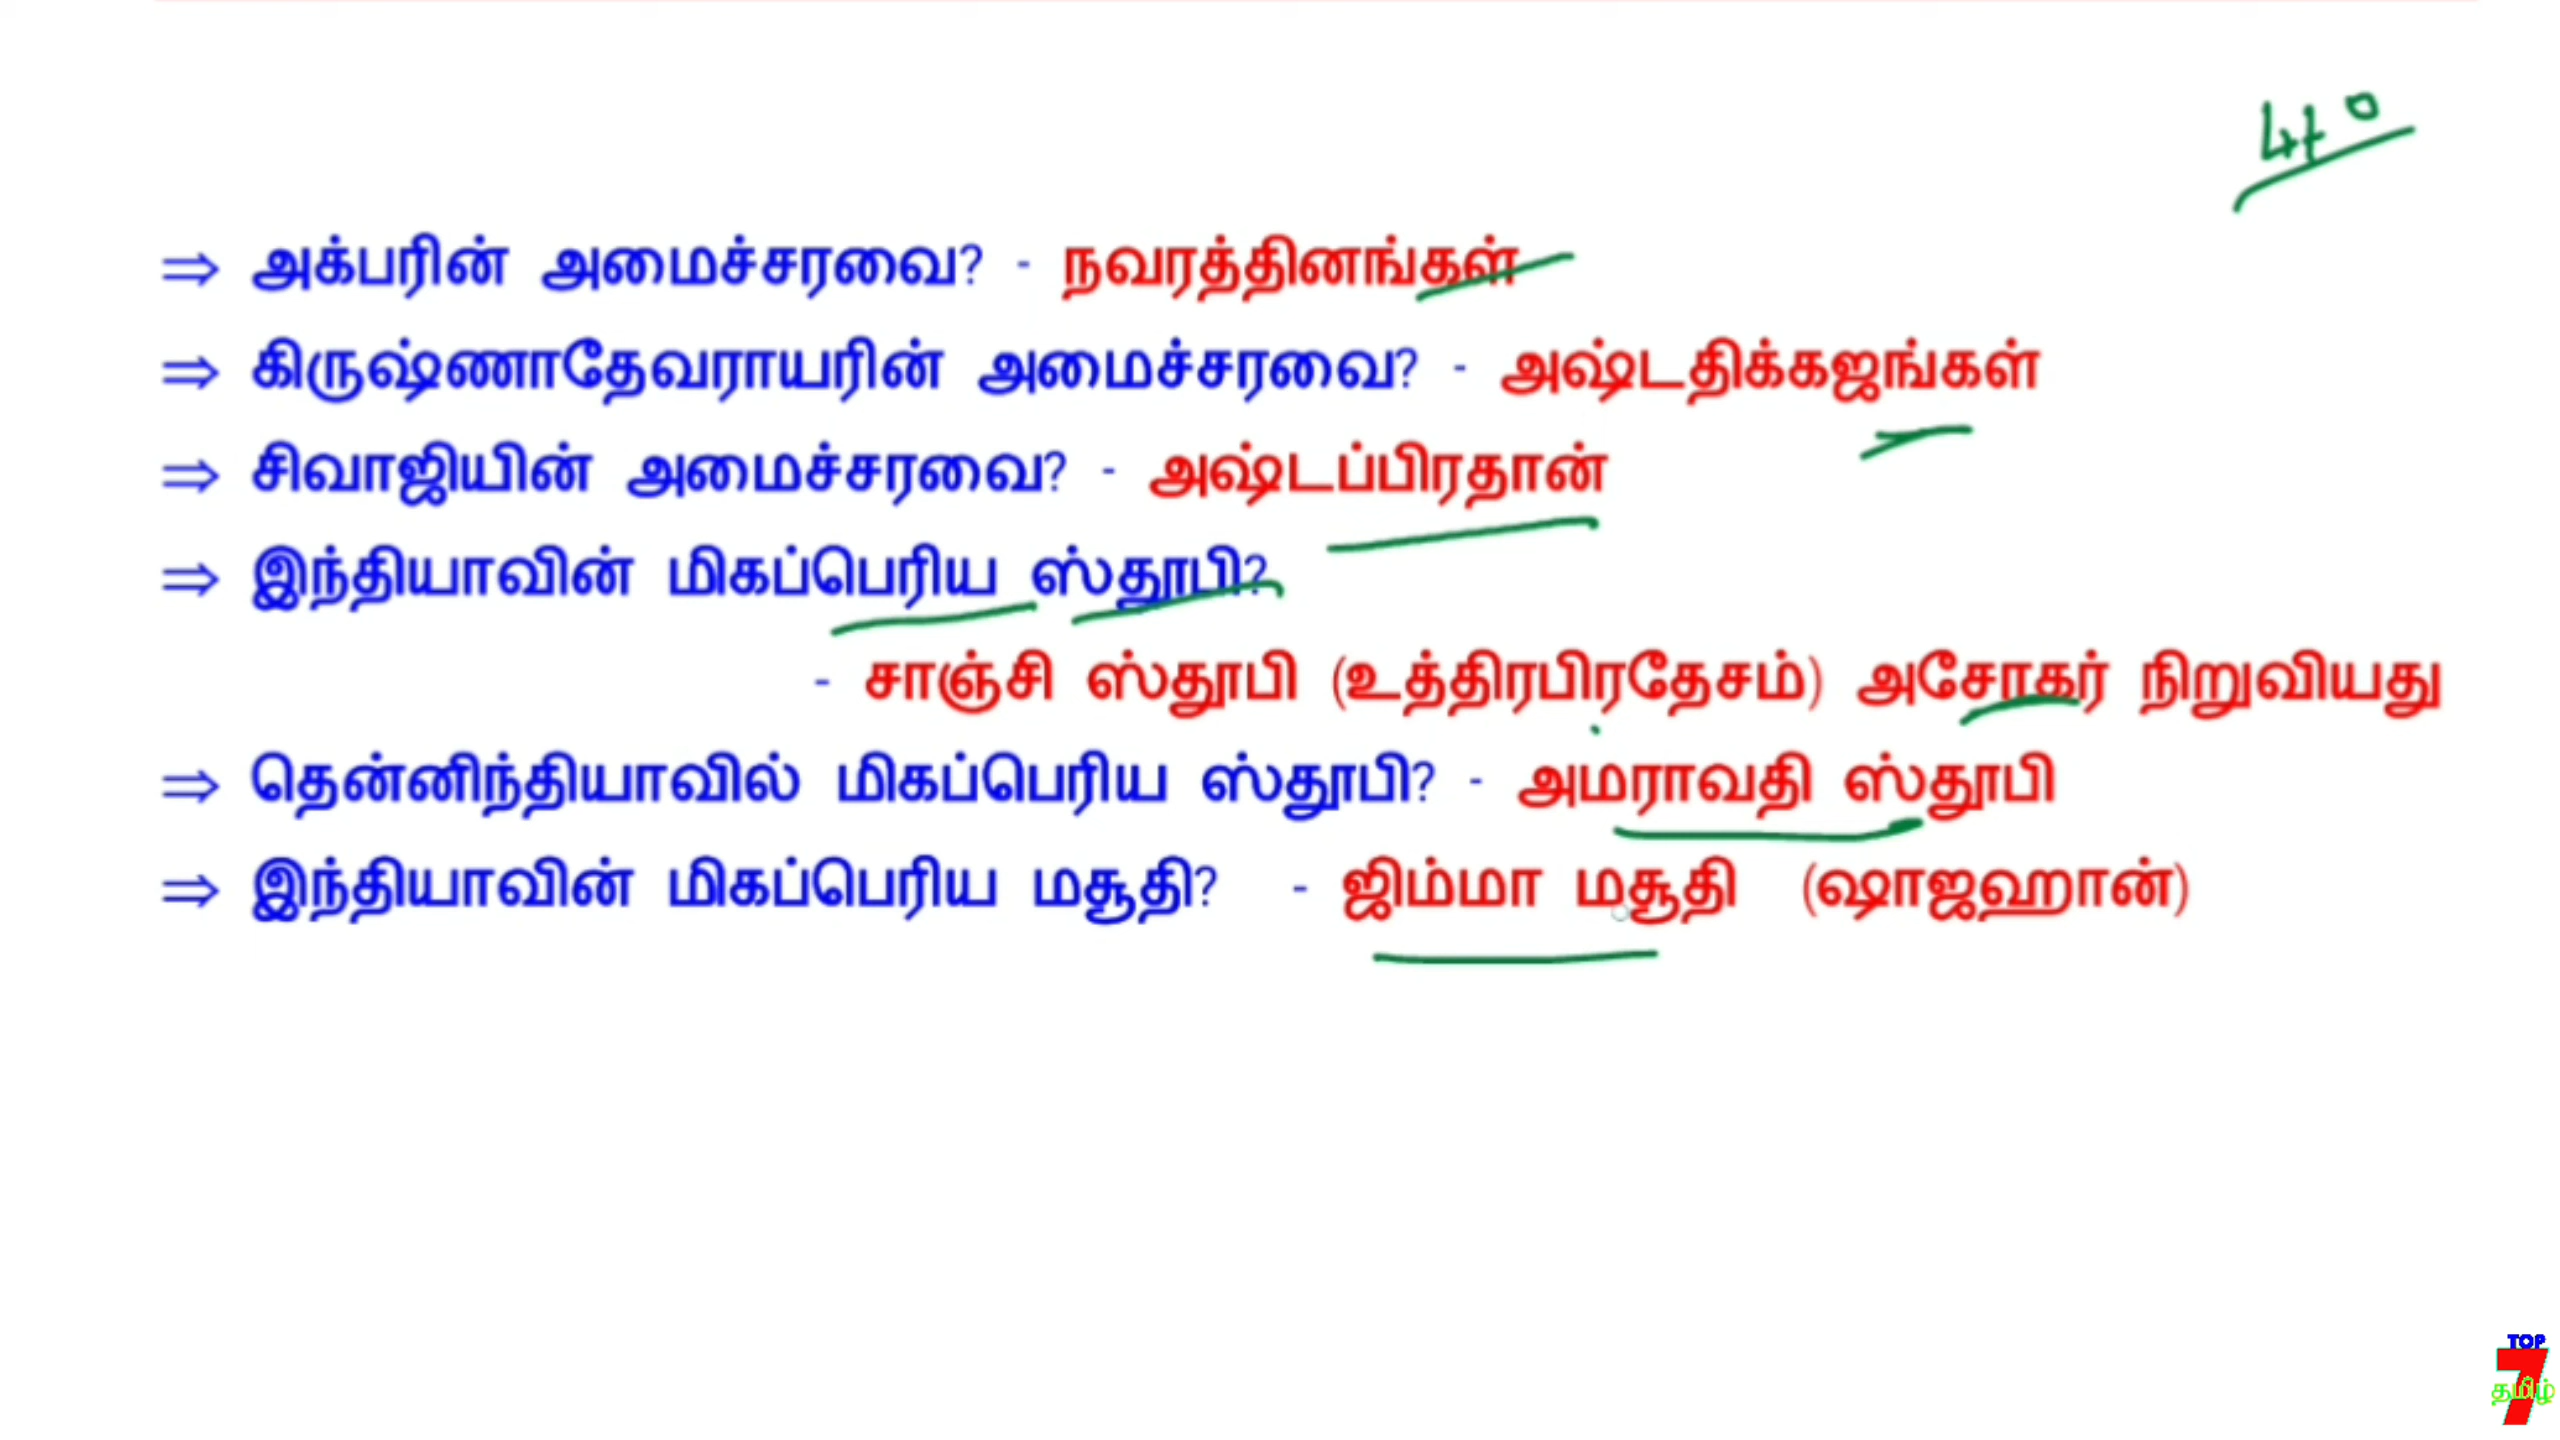 40
⇒ அக்பரின் அமைச்சரவை? - நவரத்தினங்கள்
⇒ கிருஷ்ணாதேவராயரின் அமைச்சரவை? - அஷ்டதிக்கஜங்கள்
⇒ சிவாஜியின் அமைச்சரவை? - அஷ்டப்பிரதான்
⇒ இந்தியாவின் மிகப்பெரிய ஸ்தூபி?
- சாஞ்சி ஸ்தூபி (உத்திரபிரதேசம்) அசோகர் நிறுவியது
⇒ தென்னிந்தியாவில் மிகப்பெரிய ஸ்தூபி? - அமராவதி ஸ்தூபி
⇒ இந்தியாவின் மிகப்பெரிய மசூதி? - ஜிம்மா மசூதி (ஷாஜஹான்)
TOP
7
தமிழ்